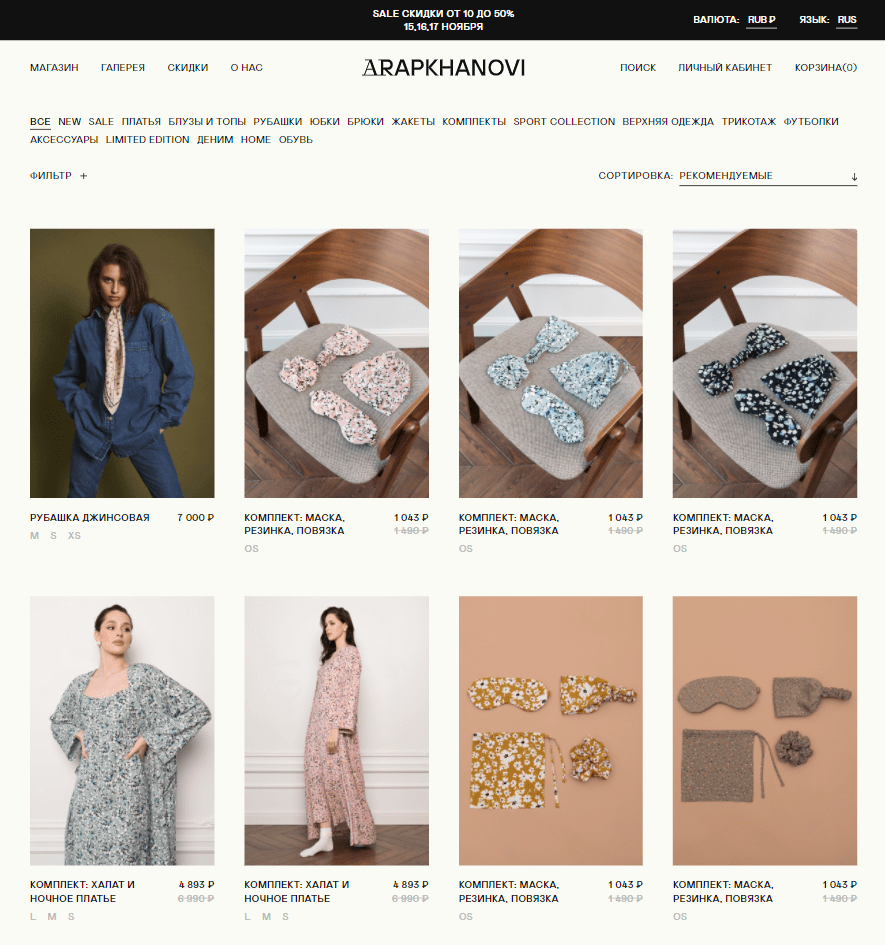 SALE СКИДКИ ОТ 10 ДО 50%
15,16,17 НОЯБРЯ
ВАЛЮТА: RUB ₽ ЯЗЫК: RUS
МАГАЗИН ГАЛЕРЕЯ СКИДКИ О НАС
ARAPKHANOVI
ПОИСК ЛИЧНЫЙ КАБИНЕТ КОРЗИНА(0)
ВСЕ NEW SALE ПЛАТЬЯ БЛУЗЫ И ТОПЫ РУБАШКИ ЮБКИ БРЮКИ ЖАКЕТЫ КОМПЛЕКТЫ SPORT COLLECTION ВЕРХНЯЯ ОДЕЖДА ТРИКОТАЖ ФУТБОЛКИ
АКСЕССУАРЫ LIMITED EDITION ДЕНИМ HOME ОБУВЬ
ФИЛЬТР +
СОРТИРОВКА: РЕКОМЕНДУЕМЫЕ ↓
РУБАШКА ДЖИНСОВАЯ 7 000 ₽
M S XS
КОМПЛЕКТ: МАСКА, 1 043 ₽
РЕЗИНКА, ПОВЯЗКА 1 490 ₽
OS
КОМПЛЕКТ: МАСКА, 1 043 ₽
РЕЗИНКА, ПОВЯЗКА 1 490 ₽
OS
КОМПЛЕКТ: МАСКА, 1 043 ₽
РЕЗИНКА, ПОВЯЗКА 1 490 ₽
OS
КОМПЛЕКТ: ХАЛАТ И 4 893 ₽
НОЧНОЕ ПЛАТЬЕ 6 990 ₽
L M S
КОМПЛЕКТ: ХАЛАТ И 4 893 ₽
НОЧНОЕ ПЛАТЬЕ 6 990 ₽
L M S
КОМПЛЕКТ: МАСКА, 1 043 ₽
РЕЗИНКА, ПОВЯЗКА 1 490 ₽
OS
КОМПЛЕКТ: МАСКА, 1 043 ₽
РЕЗИНКА, ПОВЯЗКА 1 490 ₽
OS